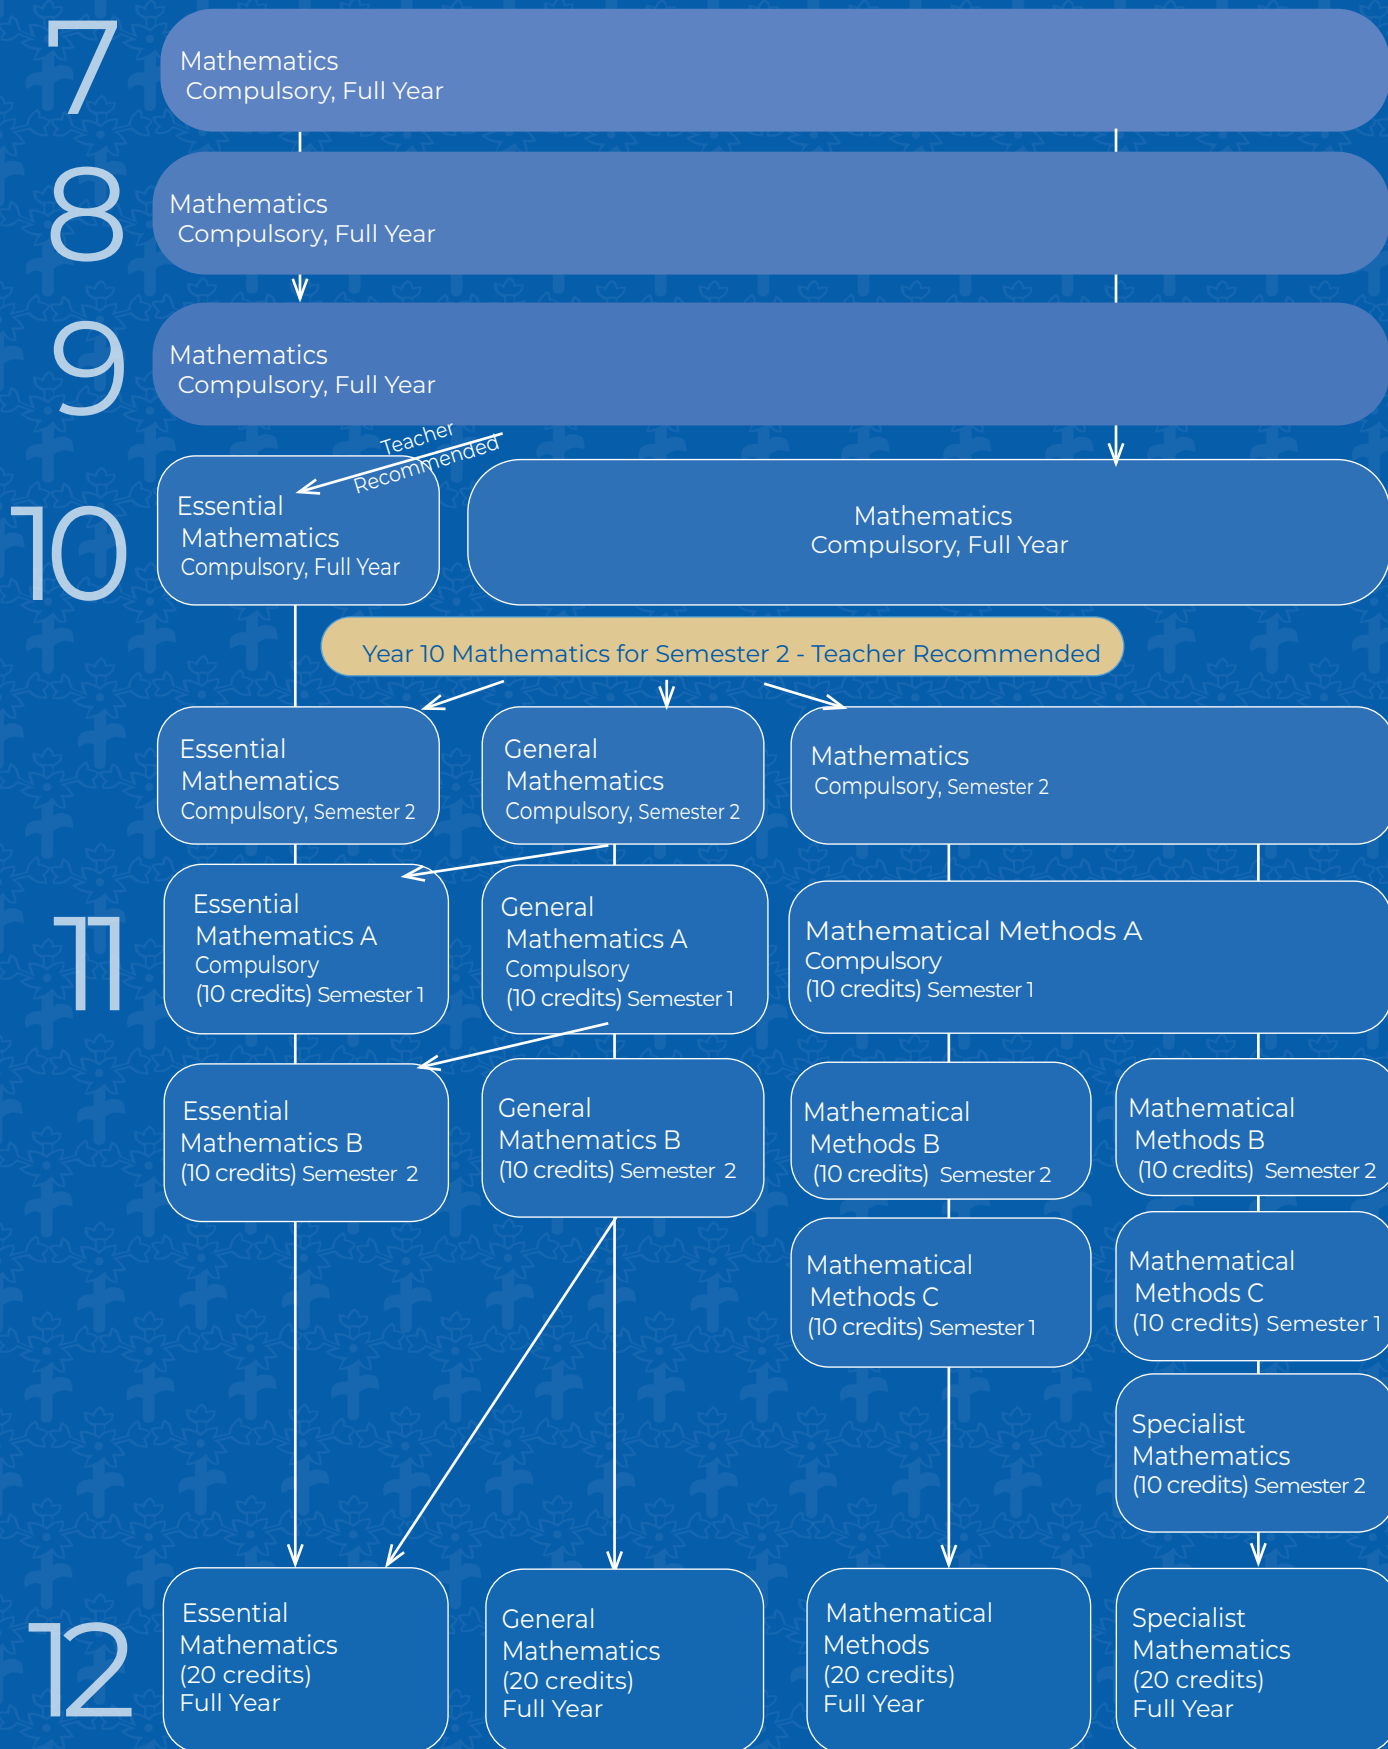 7
Mathematics
Compulsory, Full Year
8
Mathematics
Compulsory, Full Year
9
Mathematics
Compulsory, Full Year
Teacher
Recommended
10
Essential
Mathematics
Compulsory, Full Year
Mathematics
Compulsory, Full Year
Year 10 Mathematics for Semester 2 - Teacher Recommended
Essential
Mathematics
Compulsory, Semester 2
General
Mathematics
Compulsory, Semester 2
Mathematics
Compulsory, Semester 2
11
Essential
Mathematics A
Compulsory
(10 credits) Semester 1
General
Mathematics A
Compulsory
(10 credits) Semester 1
Mathematical Methods A
Compulsory
(10 credits) Semester 1
Essential
Mathematics B
(10 credits) Semester 2
General
Mathematics B
(10 credits) Semester 2
Mathematical
Methods B
(10 credits) Semester 2
Mathematical
Methods B
(10 credits) Semester 2
Mathematical
Methods C
(10 credits) Semester 1
Mathematical
Methods C
(10 credits) Semester 1
Specialist
Mathematics
(10 credits) Semester 2
12
Essential
Mathematics
(20 credits)
Full Year
General
Mathematics
(20 credits)
Full Year
Mathematical
Methods
(20 credits)
Full Year
Specialist
Mathematics
(20 credits)
Full Year